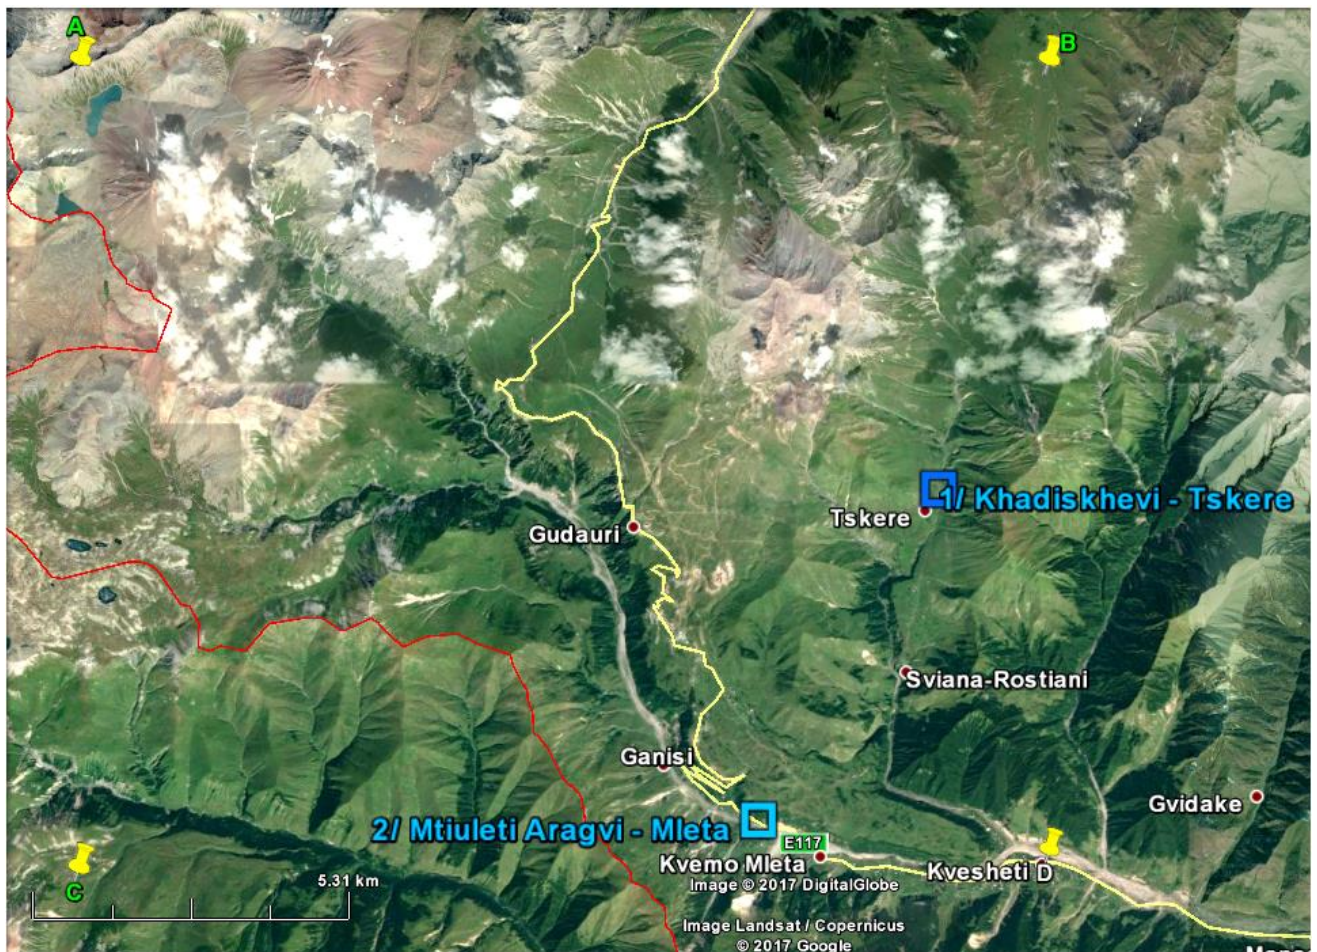 A
B
1/ Khadiskhevi - Tskere
Tskere
Gudauri
Sviana-Rostiani
Ganisi
Gvidake
2/ Mtiuleti Aragvi - Mleta
E117
Kvemo Mleta
Kvesheti D
C
5.31 km
Image © 2017 DigitalGlobe
Image Landsat / Copernicus
© 2017 Google